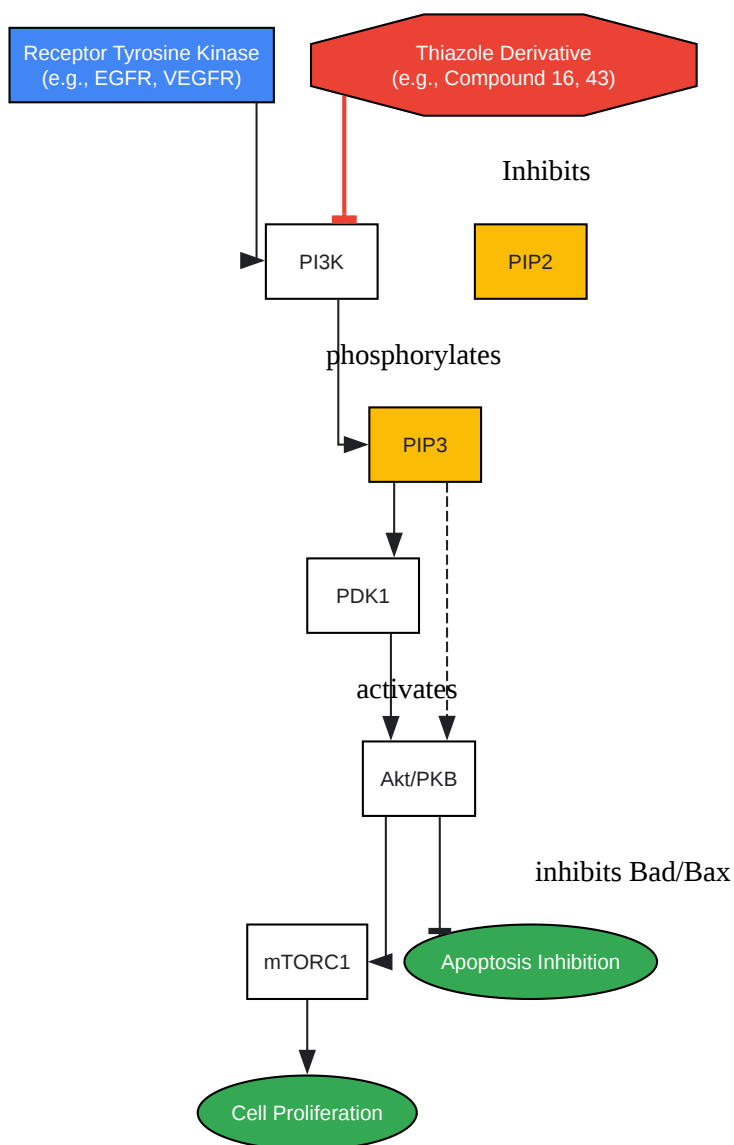 Receptor Tyrosine Kinase
(e.g., EGFR, VEGFR)
Thiazole Derivative
(e.g., Compound 16, 43)
Inhibits
PI3K
PIP2
phosphorylates
PIP3
PDK1
activates
Akt/PKB
inhibits Bad/Bax
mTORC1
Apoptosis Inhibition
Cell Proliferation